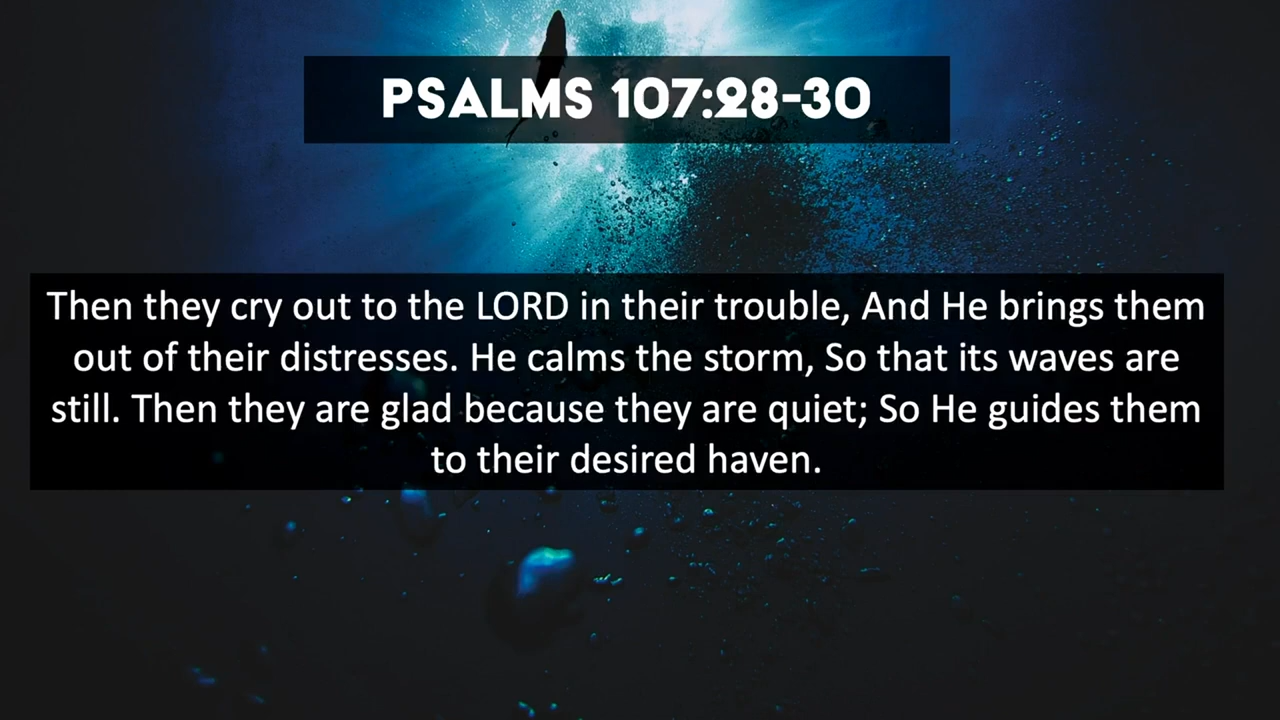 PSALMS 107:28-30
Then they cry out to the LORD in their trouble, And He brings them
out of their distresses. He calms the storm, So that its waves are
still. Then they are glad because they are quiet; So He guides them
to their desired haven.